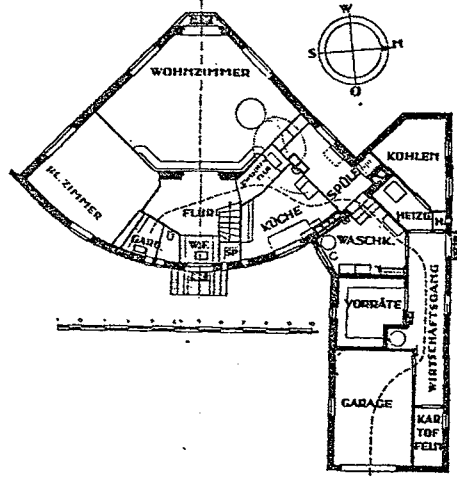 W
S N
O
WOHNZIMMER
KL. ZIMMER
FLUR
GARD.
W.F.
SP.
KÜCHE
SPÜLE
KOHLEN
HEIZG.
H.
WASCHK.
VORRÄTE
WIRTSCHAFTSGANG
GARAGE
KAR
TOF
FELN